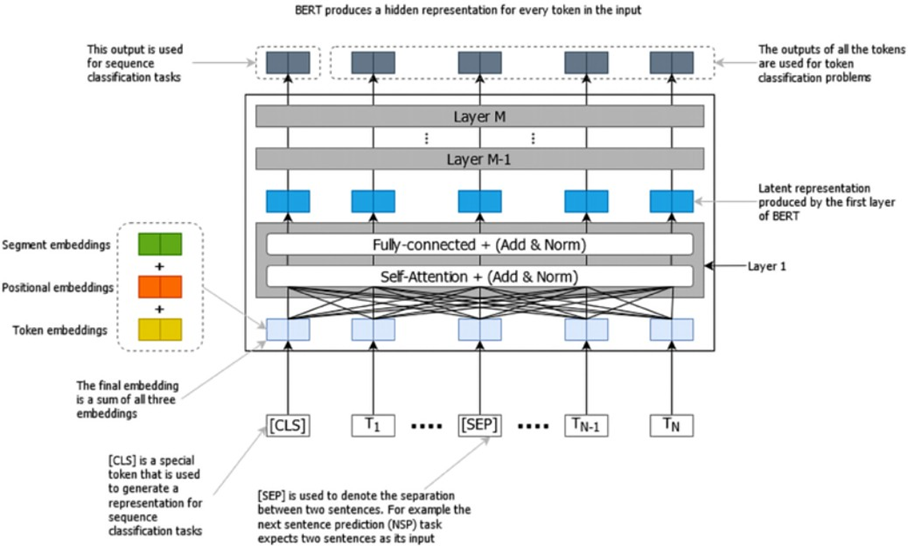 BERT produces a hidden representation for every token in the input
This output is used
for sequence
classification tasks
The outputs of all the tokens
are used for token
classification problems
Layer M
Layer M-1
Latent representation
produced by the first layer
of BERT
Segment embeddings
+
Positional embeddings
+
Token embeddings
Fully-connected + (Add & Norm)
Self-Attention + (Add & Norm)
Layer 1
The final embedding
is a sum of all three
embeddings
[CLS] T1 .... [SEP] .... TN-1 TN
[CLS] is a special
token that is used
to generate a
representation for
sequence
classification tasks
[SEP] is used to denote the separation
between two sentences. For example the
next sentence prediction (NSP) task
expects two sentences as its input